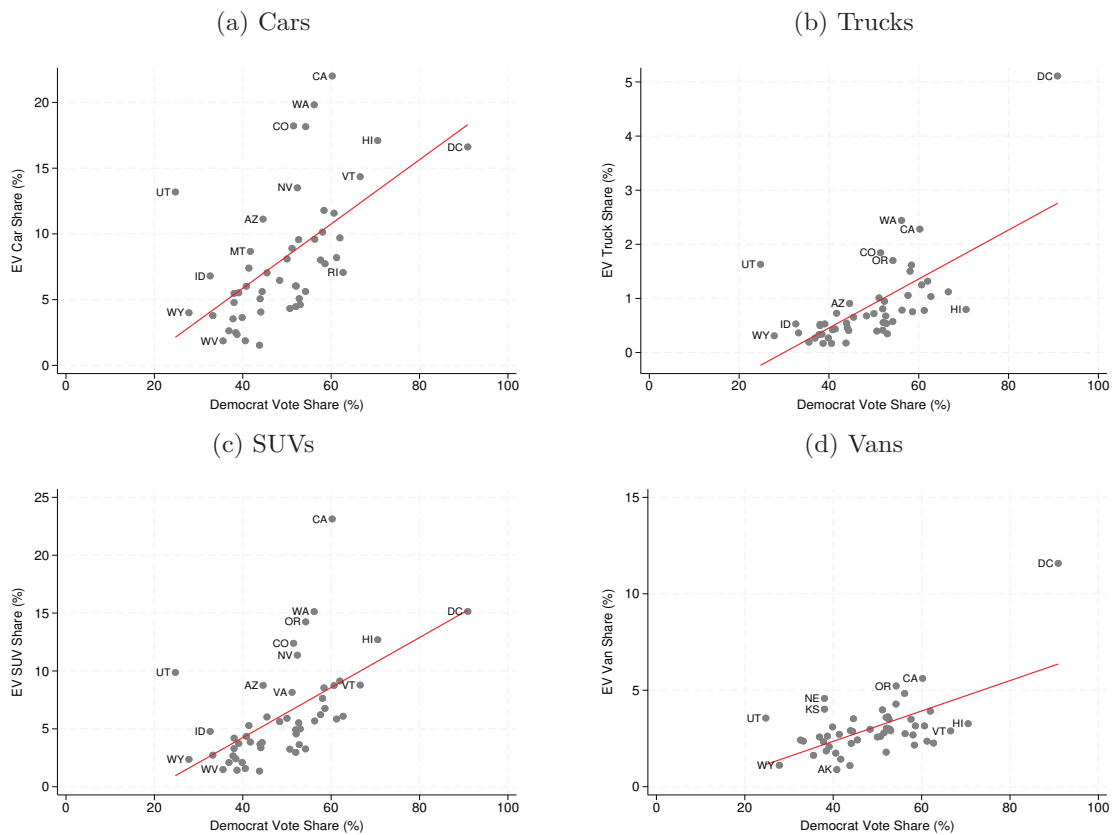 (a) Cars
EV Car Share (%)
20
15
10
5
0
CA
WA
CO
HI
DC
VT
UT
NV
AZ
MT
ID
RI
WY
WV
0 20 40 60 80 100
Democrat Vote Share (%)
(b) Trucks
EV Truck Share (%)
5
4
3
2
1
0
DC
WA
CA
CO
OR
UT
AZ
HI
ID
WY
0 20 40 60 80 100
Democrat Vote Share (%)
(c) SUVs
EV SUV Share (%)
25
20
15
10
5
0
CA
WA
DC
OR
CO
HI
NV
UT
AZ
VA
VT
ID
WY
WV
0 20 40 60 80 100
Democrat Vote Share (%)
(d) Vans
EV Van Share (%)
15
10
5
0
DC
CA
OR
NE
KS
UT
HI
VT
WY
AK
0 20 40 60 80 100
Democrat Vote Share (%)